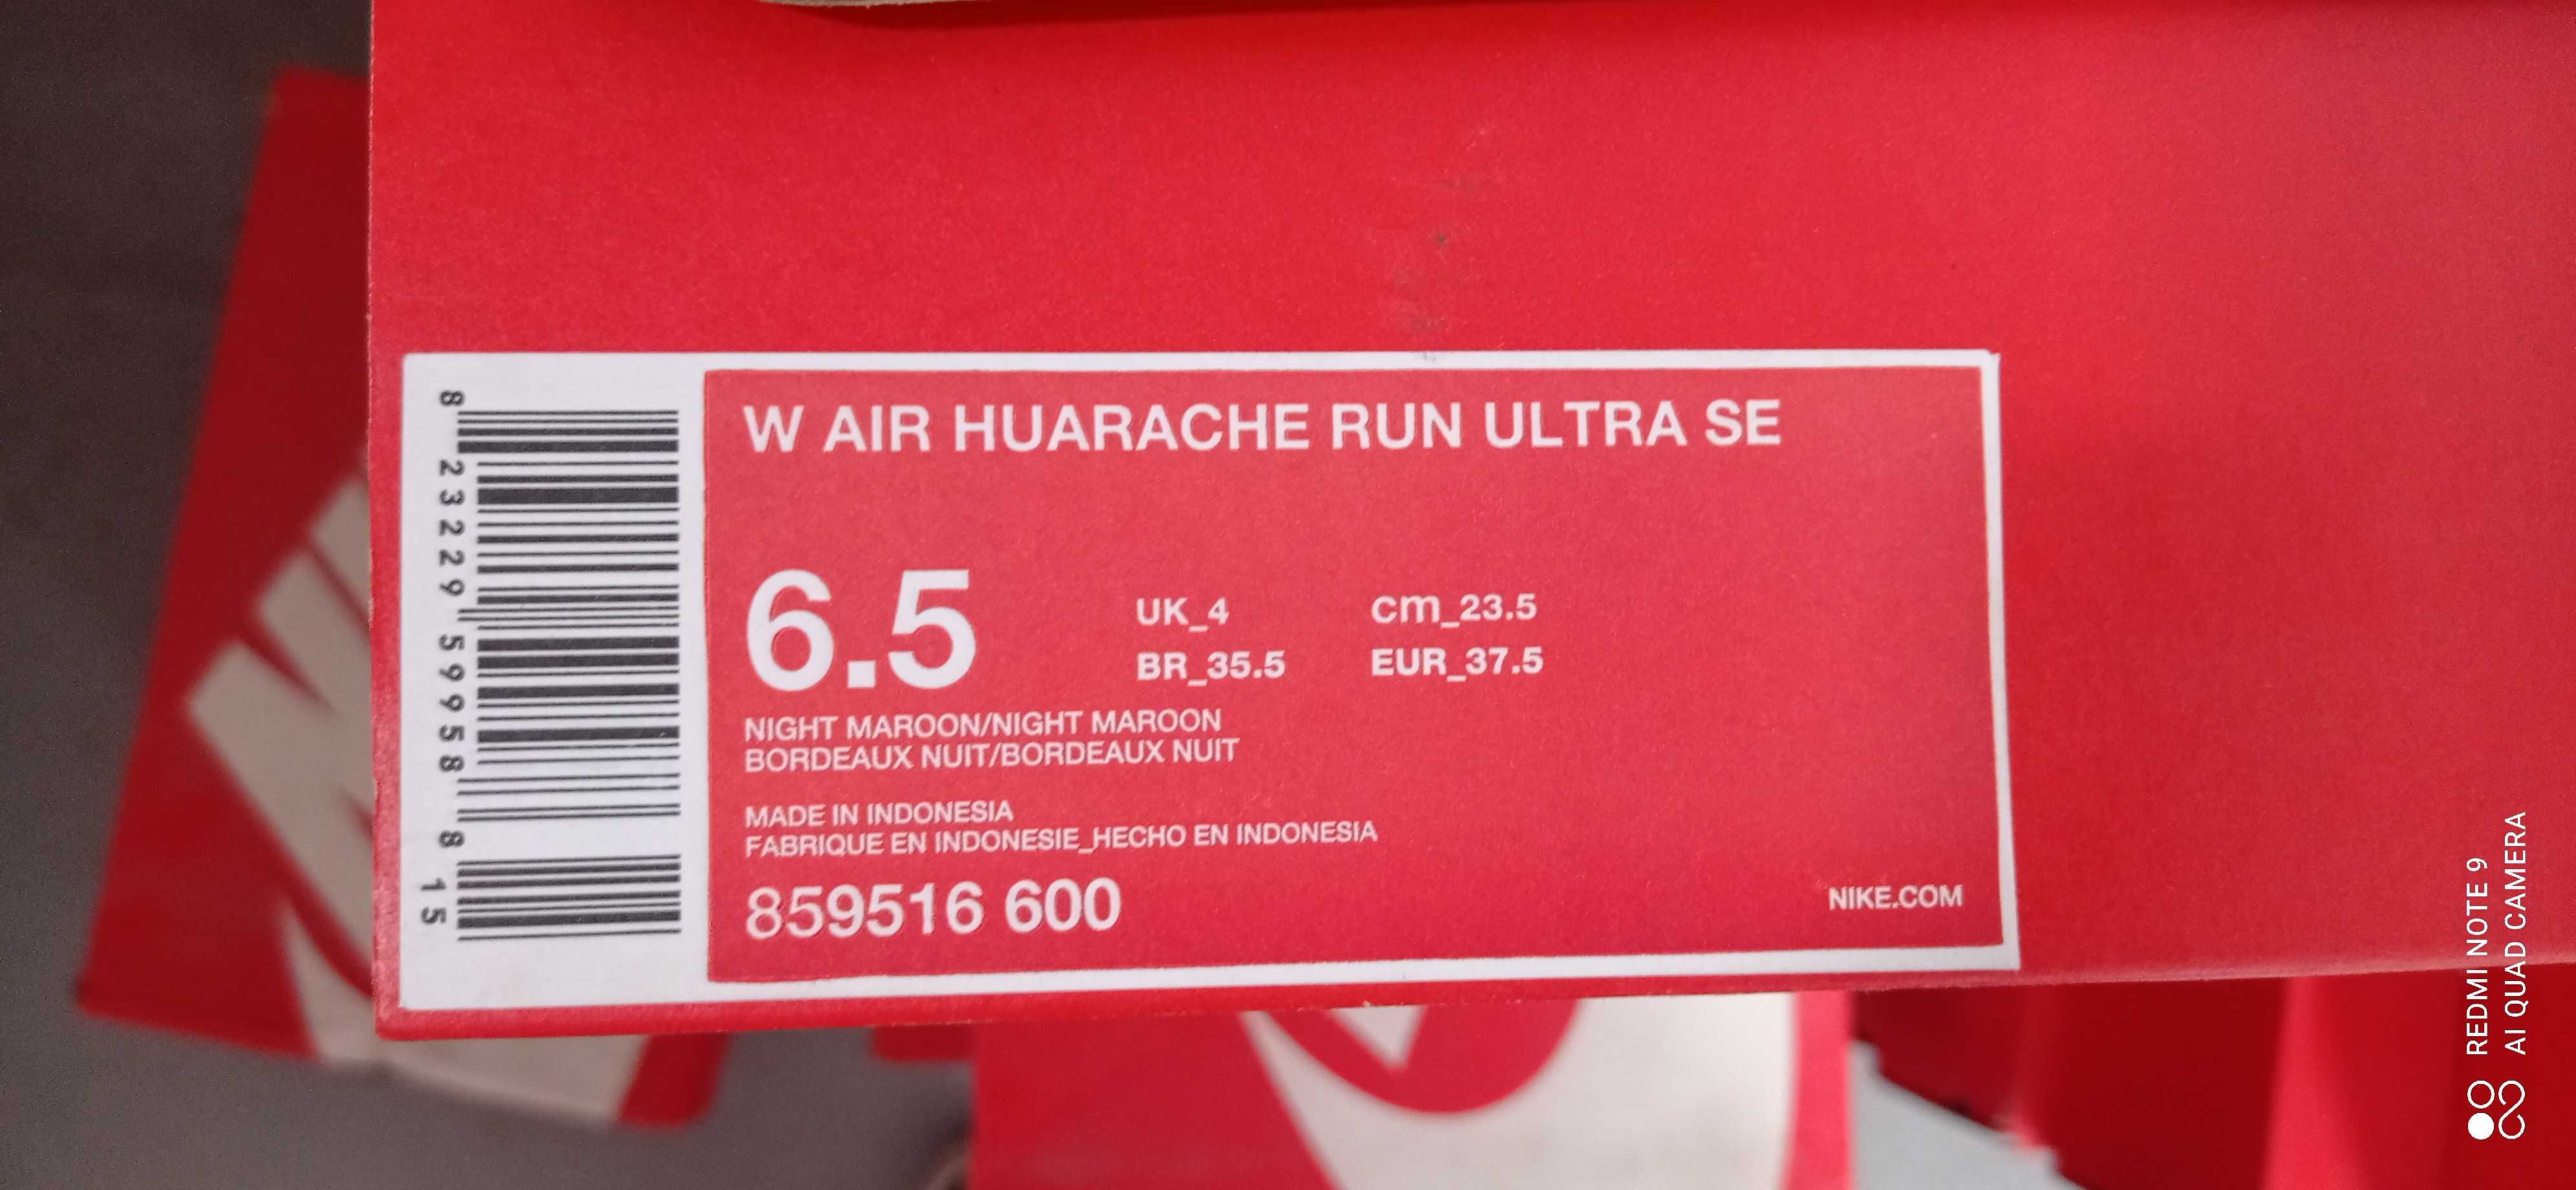 W AIR HUARACHE RUN ULTRA SE
6.5
UK_4 cm_23.5
BR_35.5 EUR_37.5
NIGHT MAROON/NIGHT MAROON
BORDEAUX NUIT/BORDEAUX NUIT
MADE IN INDONESIA
FABRIQUE EN INDONESIE_HECHO EN INDONESIA
859516 600
NIKE.COM
8 23229 59958 8 15
REDMI NOTE 9
AI QUAD CAMERA